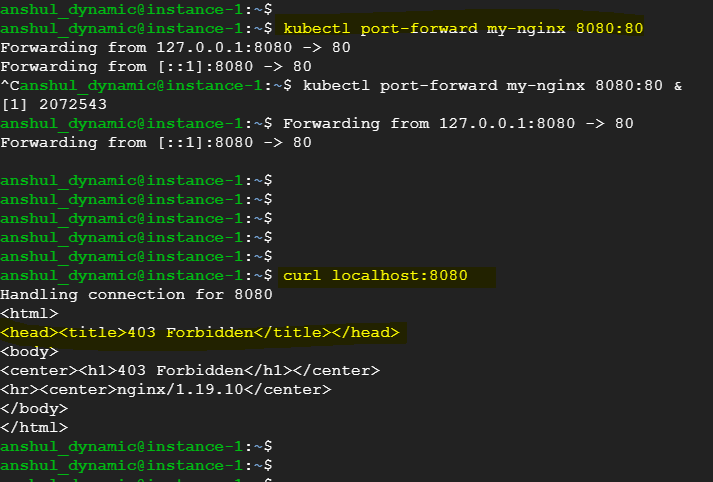 anshul_dynamic@instance-1:~$
anshul_dynamic@instance-1:~$ kubectl port-forward my-nginx 8080:80
Forwarding from 127.0.0.1:8080 -> 80
Forwarding from [::1]:8080 -> 80
^Canshul_dynamic@instance-1:~$ kubectl port-forward my-nginx 8080:80 &
[1] 2072543
anshul_dynamic@instance-1:~$ Forwarding from 127.0.0.1:8080 -> 80
Forwarding from [::1]:8080 -> 80
anshul_dynamic@instance-1:~$
anshul_dynamic@instance-1:~$
anshul_dynamic@instance-1:~$
anshul_dynamic@instance-1:~$
anshul_dynamic@instance-1:~$
anshul_dynamic@instance-1:~$ curl localhost:8080
Handling connection for 8080
<html>
<head><title>403 Forbidden</title></head>
<body>
<center><h1>403 Forbidden</h1></center>
<hr><center>nginx/1.19.10</center>
</body>
</html>
anshul_dynamic@instance-1:~$
anshul_dynamic@instance-1:~$